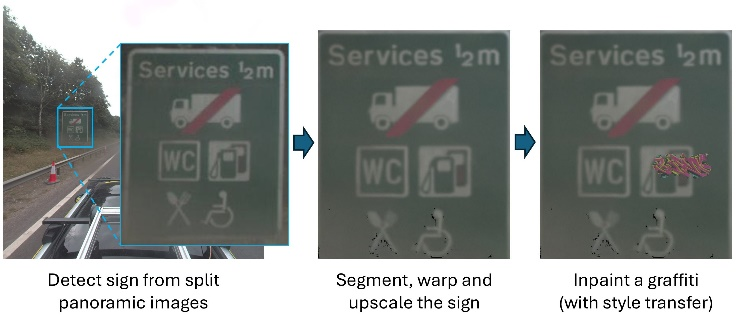 Services ½m
WC
Services ½m
WC
Services ½m
WC
Detect sign from split
panoramic images
Segment, warp and
upscale the sign
Inpaint a graffiti
(with style transfer)